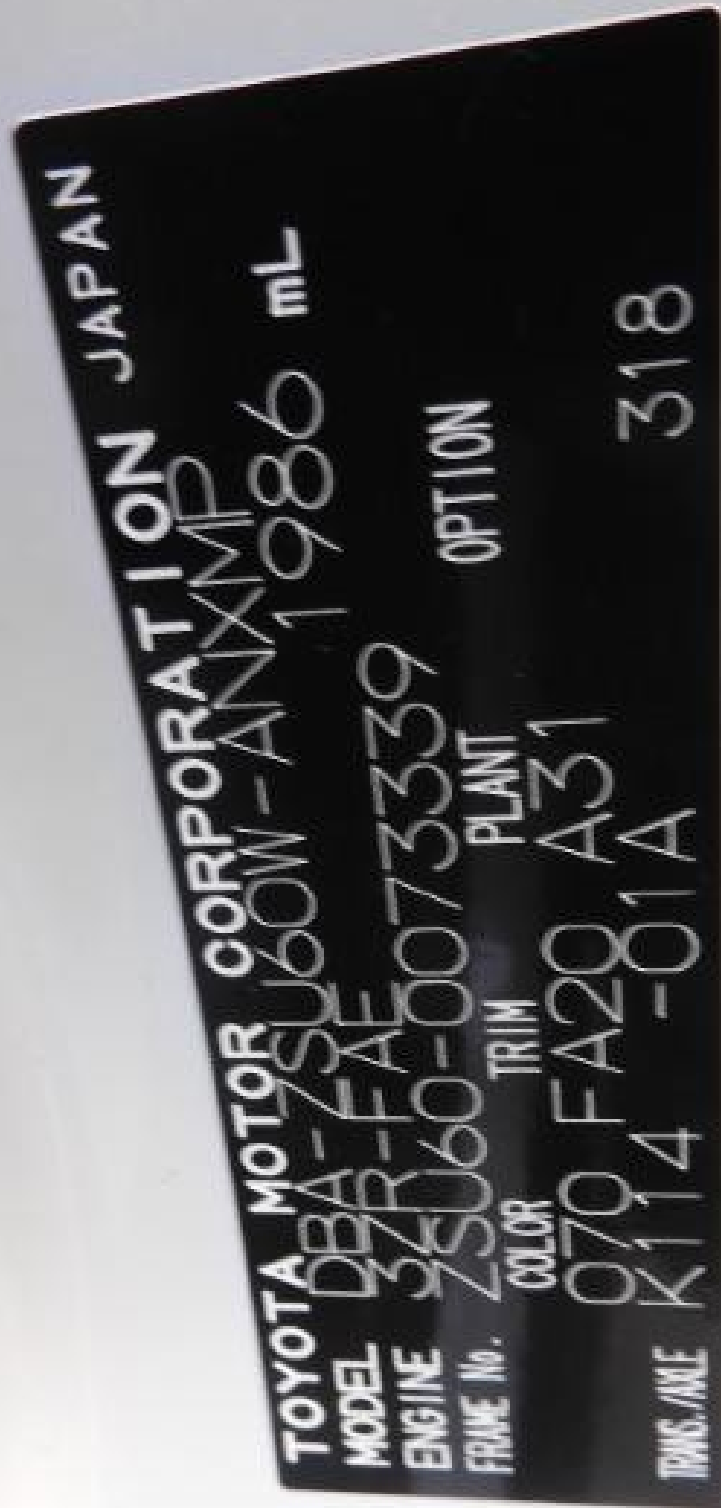 TOYOTA MOTOR CORPORATION JAPAN
MODEL DBA-ZSU60W-ANXMP
ENGINE 3ZR-FAE 1986 mL
FRAME No. ZSU60-0073339
COLOR TRIM PLANT OPTION
070 FA20 A31
TRANS./AXLE K114 -01A 318